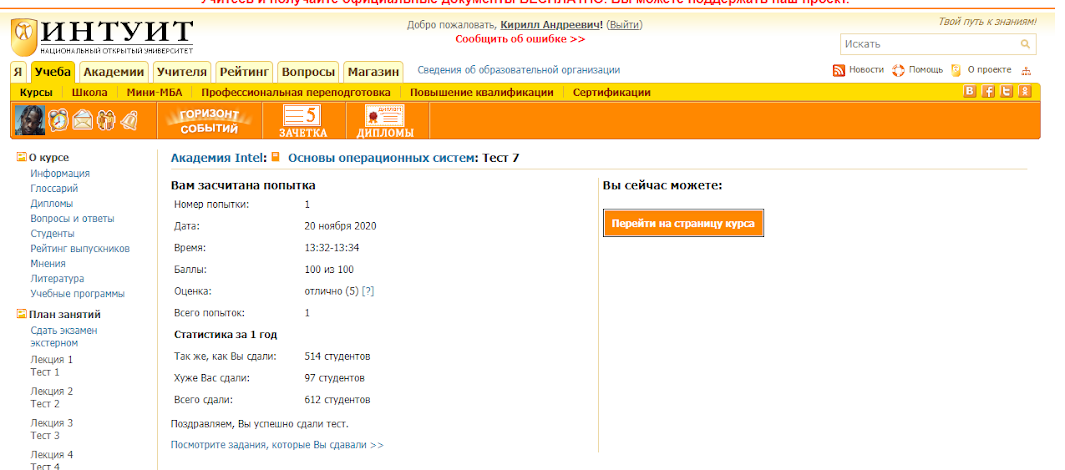 Учитесь и получайте официальные документы БЕСПЛАТНО! Вы можете поддержать наш проект.
ИНТУИТ
НАЦИОНАЛЬНЫЙ ОТКРЫТЫЙ УНИВЕРСИТЕТ
Добро пожаловать, Кирилл Андреевич! (Выйти)
Сообщить об ошибке >>
Твой путь к знаниям!
Искать
Я Учеба Академии Учителя Рейтинг Вопросы Магазин Сведения об образовательной организации Новости Помощь О проекте
Курсы Школа Мини-МБА Профессиональная переподготовка Повышение квалификации Сертификации
ГОРИЗОНТ СОБЫТИЙ
5
ЗАЧЕТКА
ДИПЛОМ
ДИПЛОМЫ
О курсе
Информация
Глоссарий
Дипломы
Вопросы и ответы
Студенты
Рейтинг выпускников
Мнения
Литература
Учебные программы
План занятий
Сдать экзамен
экстерном
Лекция 1
Тест 1
Лекция 2
Тест 2
Лекция 3
Тест 3
Лекция 4
Тест 4
Академия Intel: Основы операционных систем: Тест 7
Вам засчитана попытка
Номер попытки: 1
Дата: 20 ноября 2020
Время: 13:32-13:34
Баллы: 100 из 100
Оценка: отлично (5) [?]
Всего попыток: 1
Статистика за 1 год
Так же, как Вы сдали: 514 студентов
Хуже Вас сдали: 97 студентов
Всего сдали: 612 студентов
Поздравляем, Вы успешно сдали тест.
Посмотрите задания, которые Вы сдавали >>
Вы сейчас можете:
Перейти на страницу курса